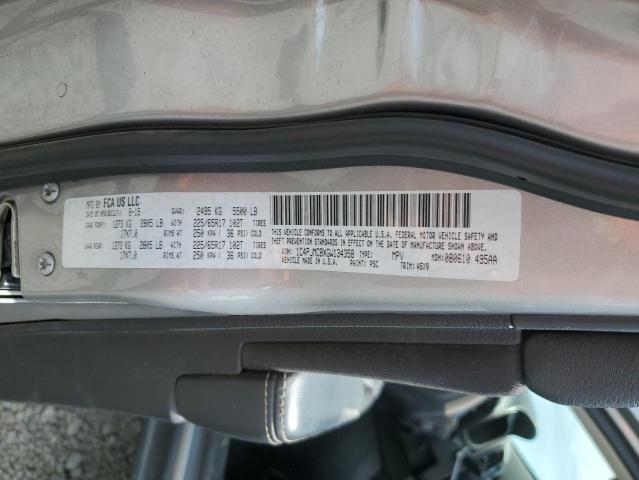 MFD BY FCA US LLC
DATE OF MFR: 8-15 GVWR: 2495 KG 5500 LB
GAWR FRONT: 1273 KG 2805 LB WITH 225/65R17 102T TIRES
17X7.0 RIMS AT 250 KPA ( 36 PSI) COLD
GAWR REAR: 1273 KG 2805 LB WITH 225/65R17 102T TIRES
17X7.0 RIMS AT 250 KPA ( 36 PSI) COLD
THIS VEHICLE CONFORMS TO ALL APPLICABLE U.S.A. FEDERAL MOTOR VEHICLE SAFETY AND
THEFT PREVENTION STANDARDS IN EFFECT ON THE DATE OF MANUFACTURE SHOWN ABOVE.
VIN: 1C4PJMCBXGW134358 TYPE: MPV MDH: 080610 495AA
VEHICLE MADE IN U.S.A. PAINT: PSC TRIM: A6X9